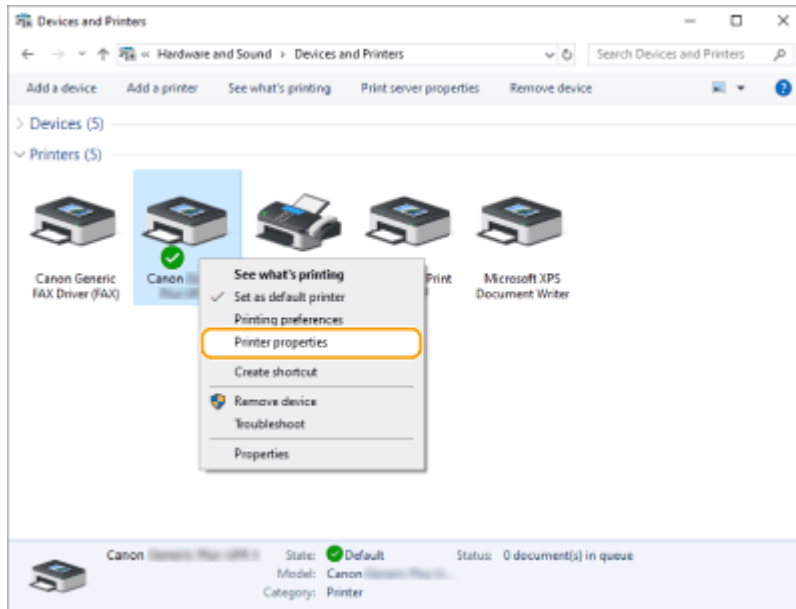 Devices and Printers
« Hardware and Sound › Devices and Printers
Search Devices and Printers
Add a device Add a printer See what's printing Print server properties Remove device
Devices (5)
Printers (5)
Canon Generic
FAX Driver (FAX)
Canon
Print
Microsoft XPS
Document Writer
See what's printing
Set as default printer
Printing preferences
Printer properties
Create shortcut
Remove device
Troubleshoot
Properties
Canon State: Default Status: 0 document(s) in queue
Model: Canon
Category: Printer